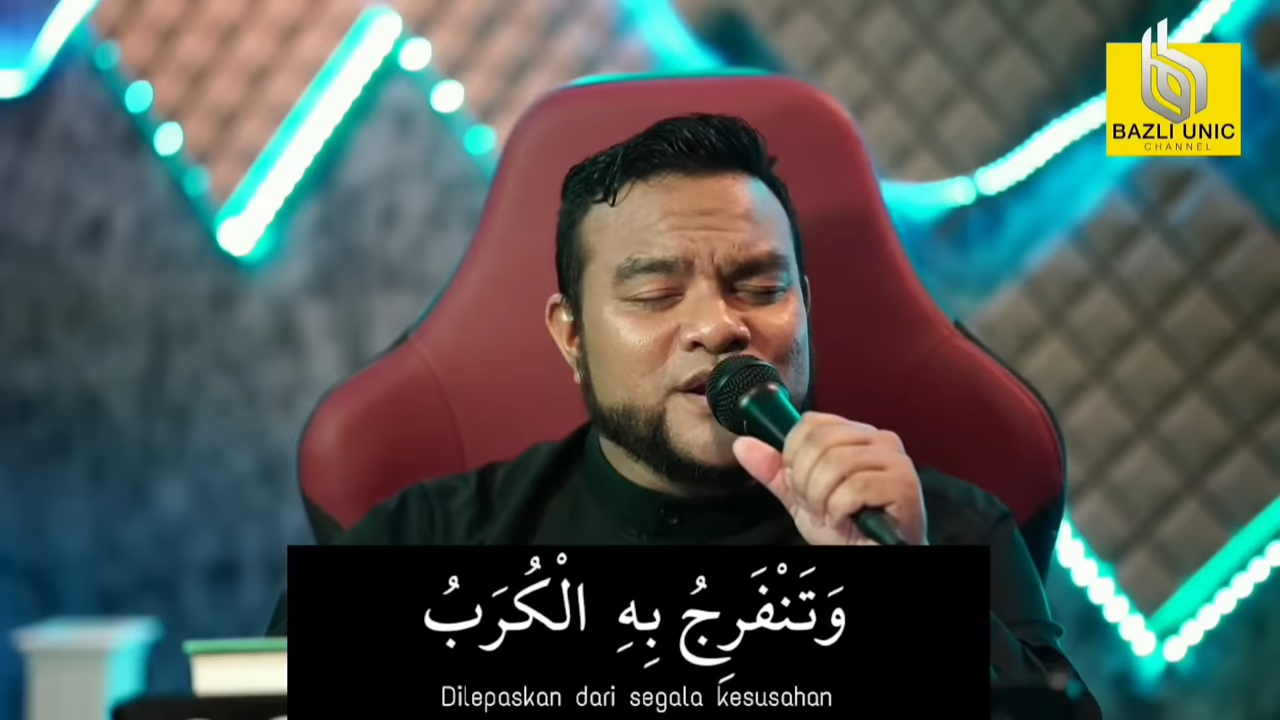 BAZLI UNIC
CHANNEL
وَتَنْفَرِجُ بِهِ الْكُرَبُ
Dilepaskan dari segala kesusahan